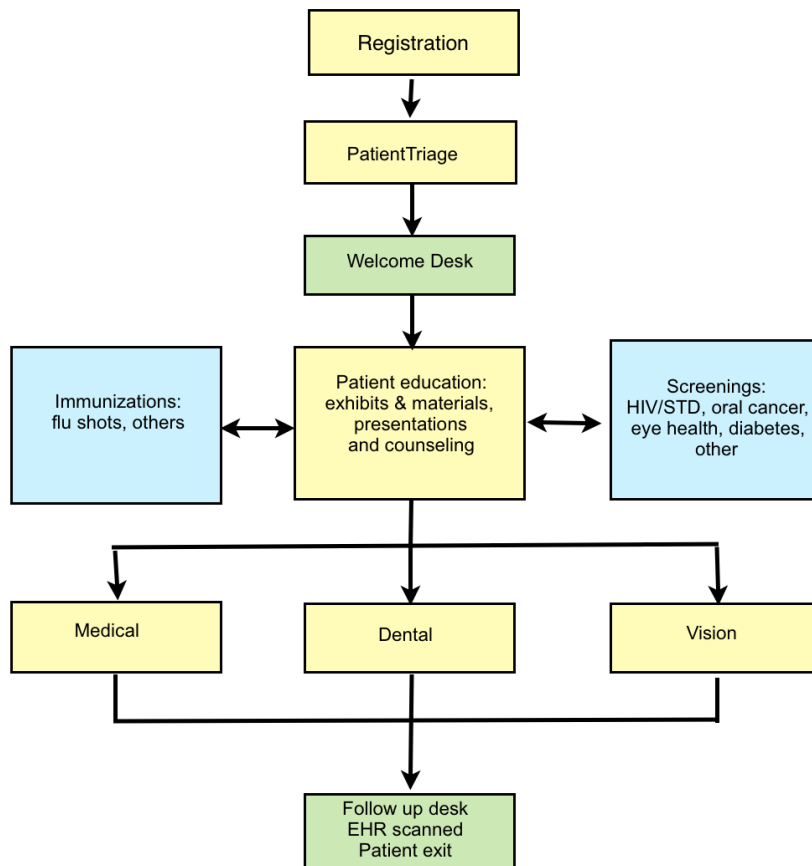 Registration
PatientTriage
Welcome Desk
Immunizations:
flu shots, others
Patient education:
exhibits & materials,
presentations
and counseling
Screenings:
HIV/STD, oral cancer,
eye health, diabetes,
other
Medical
Dental
Vision
Follow up desk
EHR scanned
Patient exit